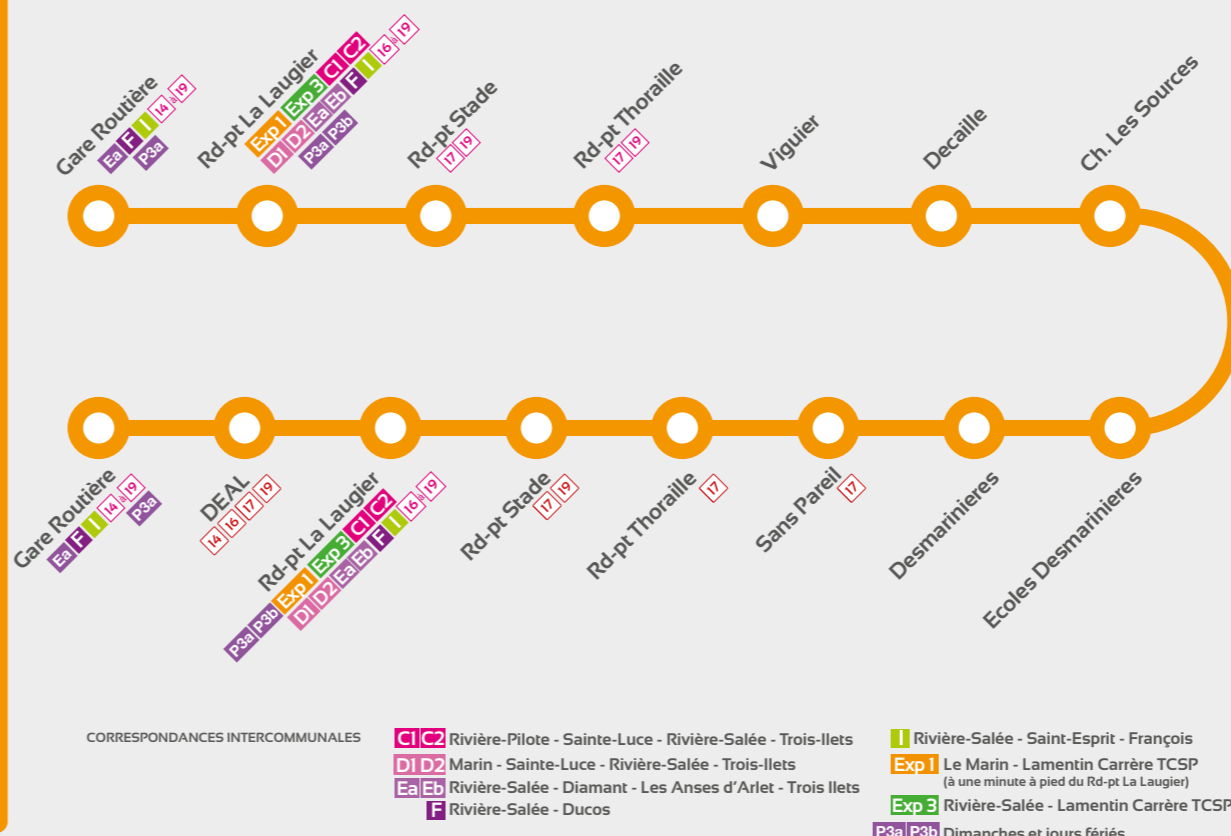 Gare Routière
Ea F I 14 à 19
P3a
Rd-pt La Laugier
Exp 1 Exp 3 C1 C2
D1 D2 Ea Eb F I 16 à 19
P3a P3b
Rd-pt Stade
17 19
Rd-pt Thoraille
17 19
Viguier
Decaille
Ch. Les Sources
Gare Routière
Ea F I 14 à 19
P3a
DEAL
14 16 17 19
Rd-pt La Laugier
P3a P3b Exp 1 Exp 3 C1 C2
D1 D2 Ea Eb F I 16 à 19
Rd-pt Stade
17 19
Rd-pt Thoraille 17
Sans Pareil 17
Desmarinieres
Ecoles Desmarinieres
CORRESPONDANCES INTERCOMMUNALES
C1 C2 Rivière-Pilote - Sainte-Luce - Rivière-Salée - Trois-Ilets
D1 D2 Marin - Sainte-Luce - Rivière-Salée - Trois-Ilets
Ea Eb Rivière-Salée - Diamant - Les Anses d'Arlet - Trois Ilets
F Rivière-Salée - Ducos
I Rivière-Salée - Saint-Esprit - François
Exp 1 Le Marin - Lamentin Carrère TCSP
(à une minute à pied du Rd-pt La Laugier)
Exp 3 Rivière-Salée - Lamentin Carrère TCSP
P3a P3b Dimanches et jours fériés